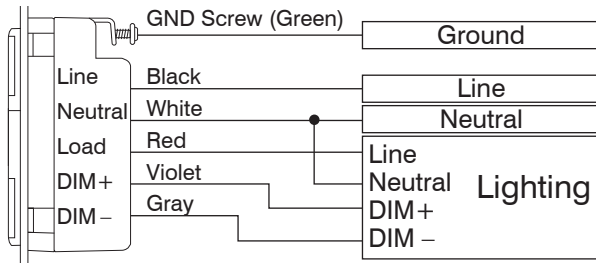 GND Screw (Green) Ground
Line Black Line
Neutral White Neutral
Load Red Line
DIM+ Violet Neutral Lighting
DIM – Gray DIM+
DIM –